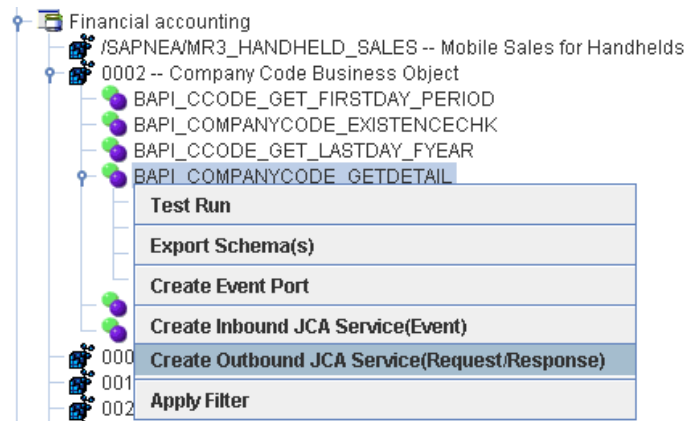 Financial accounting
/SAPNEA/MR3_HANDHELD_SALES -- Mobile Sales for Handhelds
0002 -- Company Code Business Object
BAPI_CCODE_GET_FIRSTDAY_PERIOD
BAPI_COMPANYCODE_EXISTENCECHK
BAPI_CCODE_GET_LASTDAY_FYEAR
BAPI_COMPANYCODE_GETDETAIL
Test Run
Export Schema(s)
Create Event Port
Create Inbound JCA Service(Event)
000
Create Outbound JCA Service(Request/Response)
001
Apply Filter
002